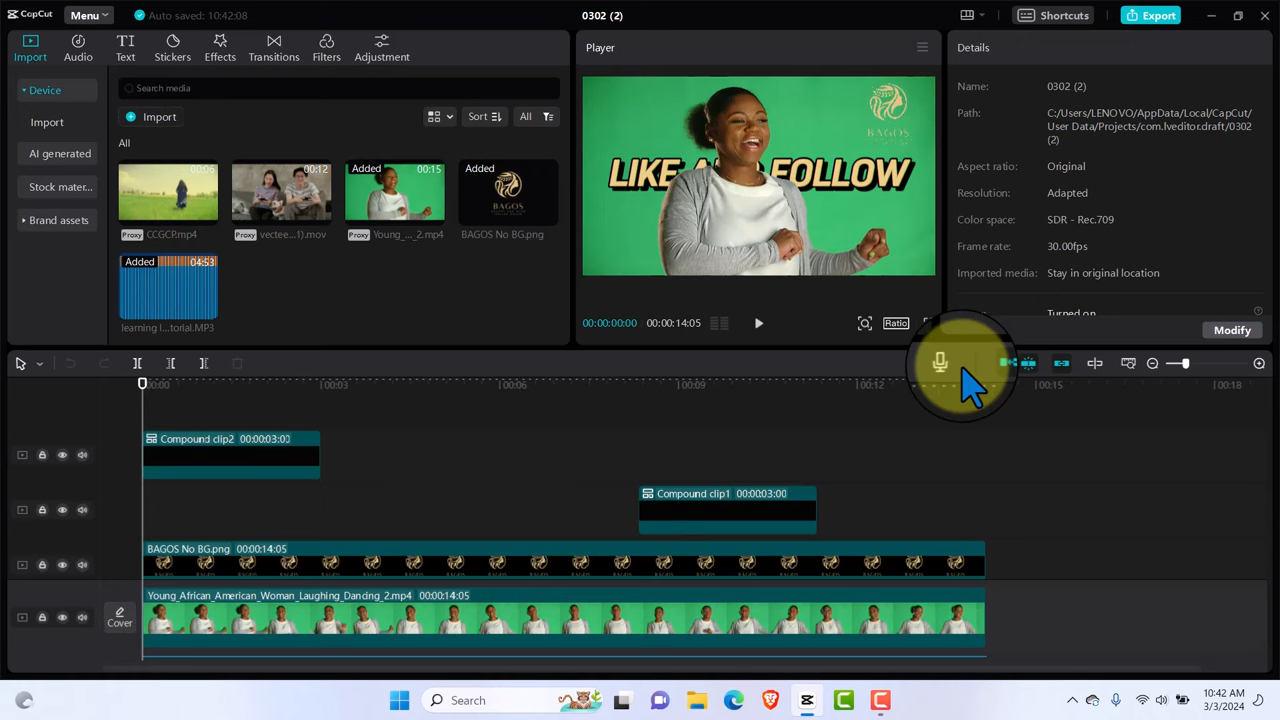 CapCut
Menu
Auto saved: 10:42:08
0302 (2)
Shortcuts
Export
Import
Audio
Text
Stickers
Effects
Transitions
Filters
Adjustment
Device
Import
AI generated
Stock mater...
Brand assets
Search media
Import
Sort
All
All
00:06
CCGCP.mp4
Proxy
00:12
vectee...1).mov
Proxy
Added
00:15
Young_..._2.mp4
Proxy
Added
BAGOS
BAGOS No BG.png
Added
04:53
learning l...torial.MP3
Player
BAGOS
LIKE AND FOLLOW
00:00:00:00
00:00:14:05
Ratio
Details
Name:
0302 (2)
Path:
C:/Users/LENOVO/AppData/Local/CapCut/
User Data/Projects/com.lveditor.draft/0302
(2)
Aspect ratio:
Original
Resolution:
Adapted
Color space:
SDR - Rec.709
Frame rate:
30.00fps
Imported media:
Stay in original location
Turned on
Modify
00:00
00:03
00:06
00:09
00:12
00:15
00:18
Compound clip2 00:00:03:00
Compound clip1 00:00:03:00
BAGOS No BG.png 00:00:14:05
Cover
Young_African_American_Woman_Laughing_Dancing_2.mp4 00:00:14:05
Search
10:42 AM
3/3/2024